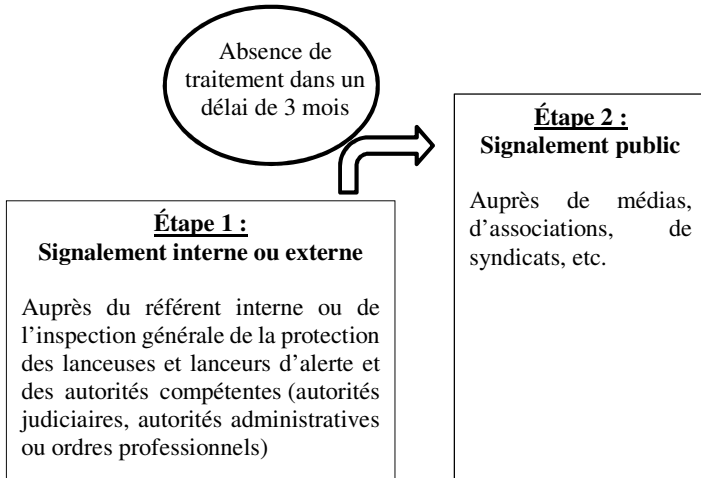 Absence de
traitement dans un
délai de 3 mois
Étape 1 :
Signalement interne ou externe
Auprès du référent interne ou de
l’inspection générale de la protection
des lanceuses et lanceurs d’alerte et
des autorités compétentes (autorités
judiciaires, autorités administratives
ou ordres professionnels)
Étape 2 :
Signalement public
Auprès de médias,
d’associations, de
syndicats, etc.